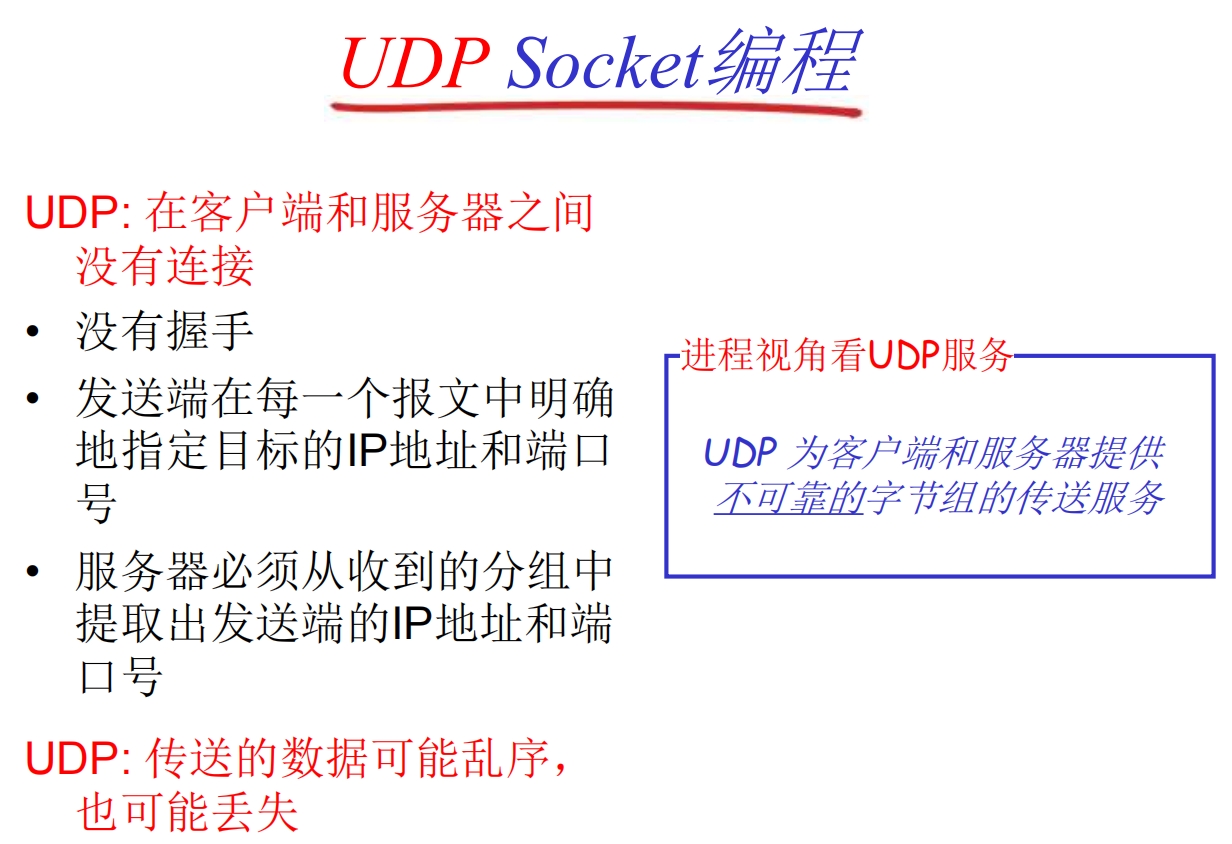 UDP Socket编程
UDP: 在客户端和服务器之间
没有连接
• 没有握手
• 发送端在每一个报文中明确
地指定目标的IP地址和端口
号
• 服务器必须从收到的分组中
提取出发送端的IP地址和端
口号
UDP: 传送的数据可能乱序，
也可能丢失
进程视角看UDP服务
UDP 为客户端和服务器提供
不可靠的字节组的传送服务